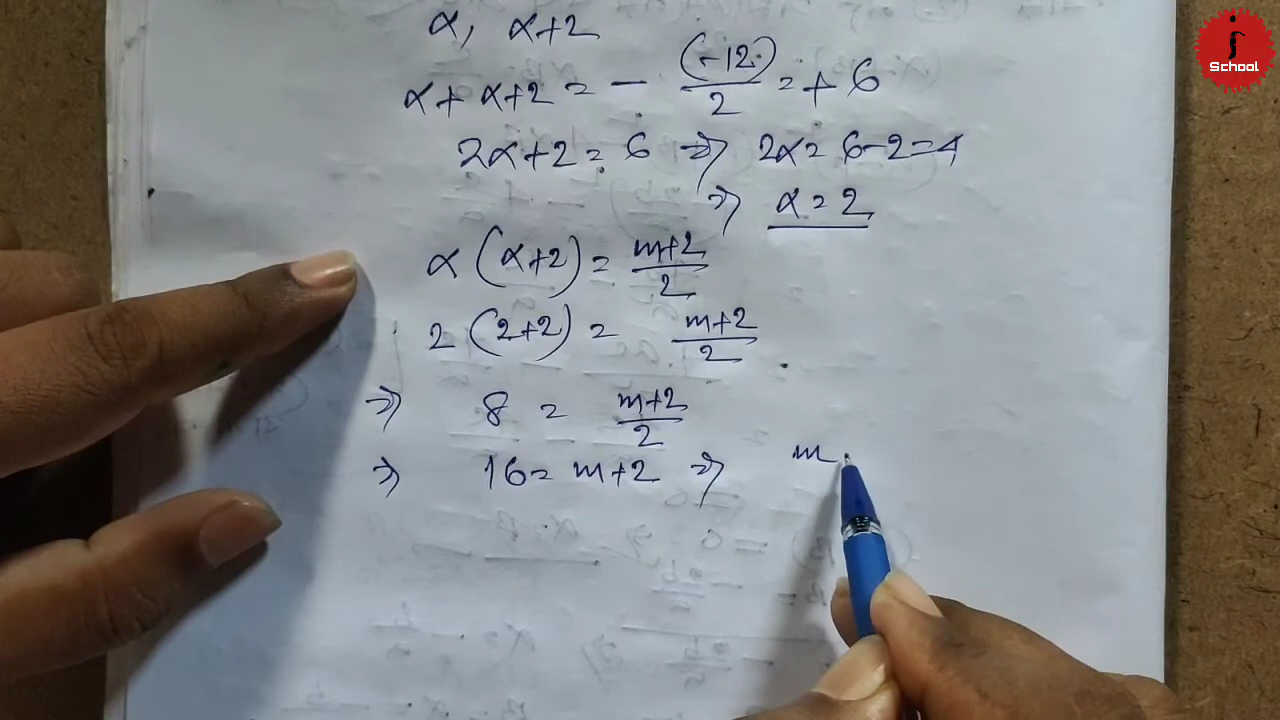 α, α+2
α+α+2 = - (-12)/2 = +6
2α+2 = 6 ⇒ 2α = 6-2=4
⇒ α = 2
α(α+2) = m+2/2
2(2+2) = m+2/2
⇒ 8 = m+2/2
⇒ 16 = m+2 ⇒ m
i School